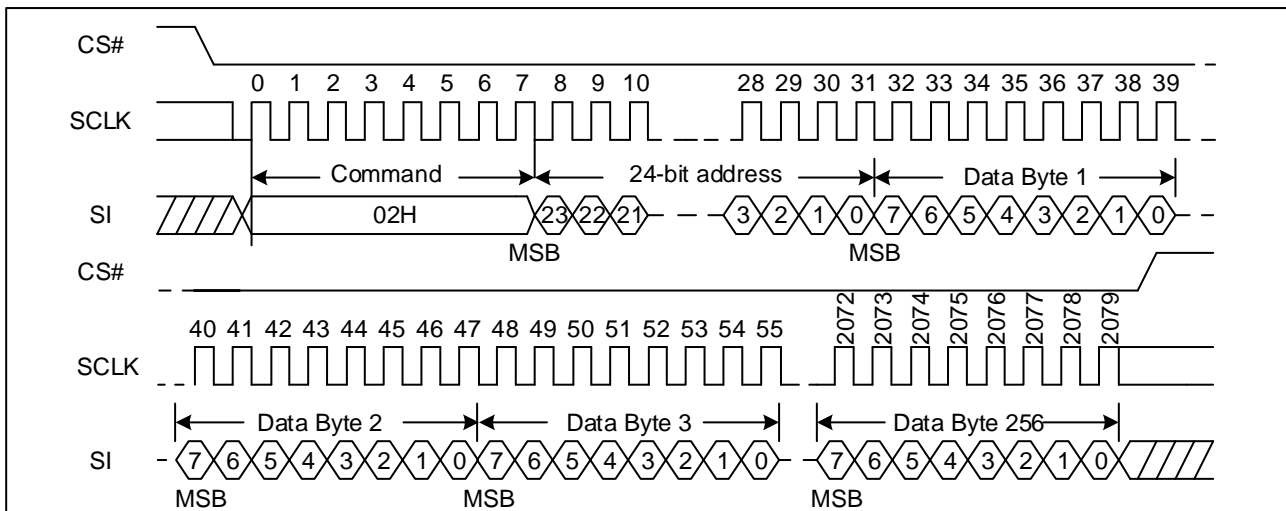 CS#
0 1 2 3 4 5 6 7 8 9 10 28 29 30 31 32 33 34 35 36 37 38 39
SCLK
Command 24-bit address Data Byte 1
SI 02H 23 22 21 3 2 1 0 7 6 5 4 3 2 1 0
MSB MSB
CS#
40 41 42 43 44 45 46 47 48 49 50 51 52 53 54 55 2072 2073 2074 2075 2076 2077 2078 2079
SCLK
Data Byte 2 Data Byte 3 Data Byte 256
SI 7 6 5 4 3 2 1 0 7 6 5 4 3 2 1 0 7 6 5 4 3 2 1 0
MSB MSB MSB